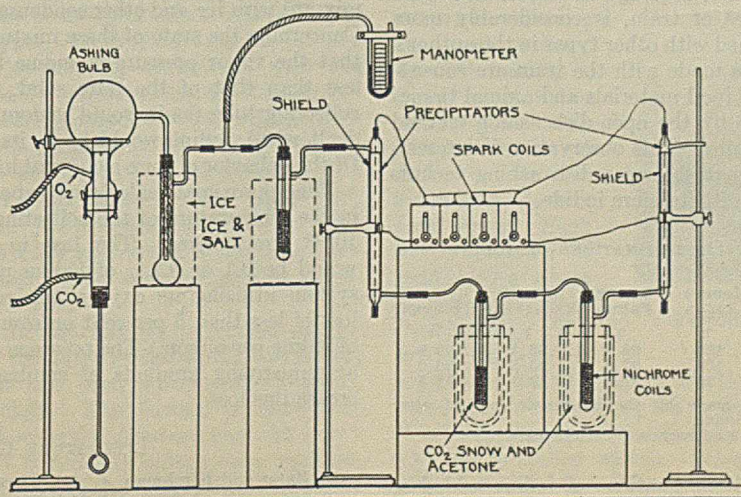 ASHING
BULB
MANOMETER
SHIELD
PRECIPITATORS
SPARK COILS
SHIELD
O₂
ICE
ICE &
SALT
CO₂
NICHROME
COILS
CO₂ SNOW AND
ACETONE